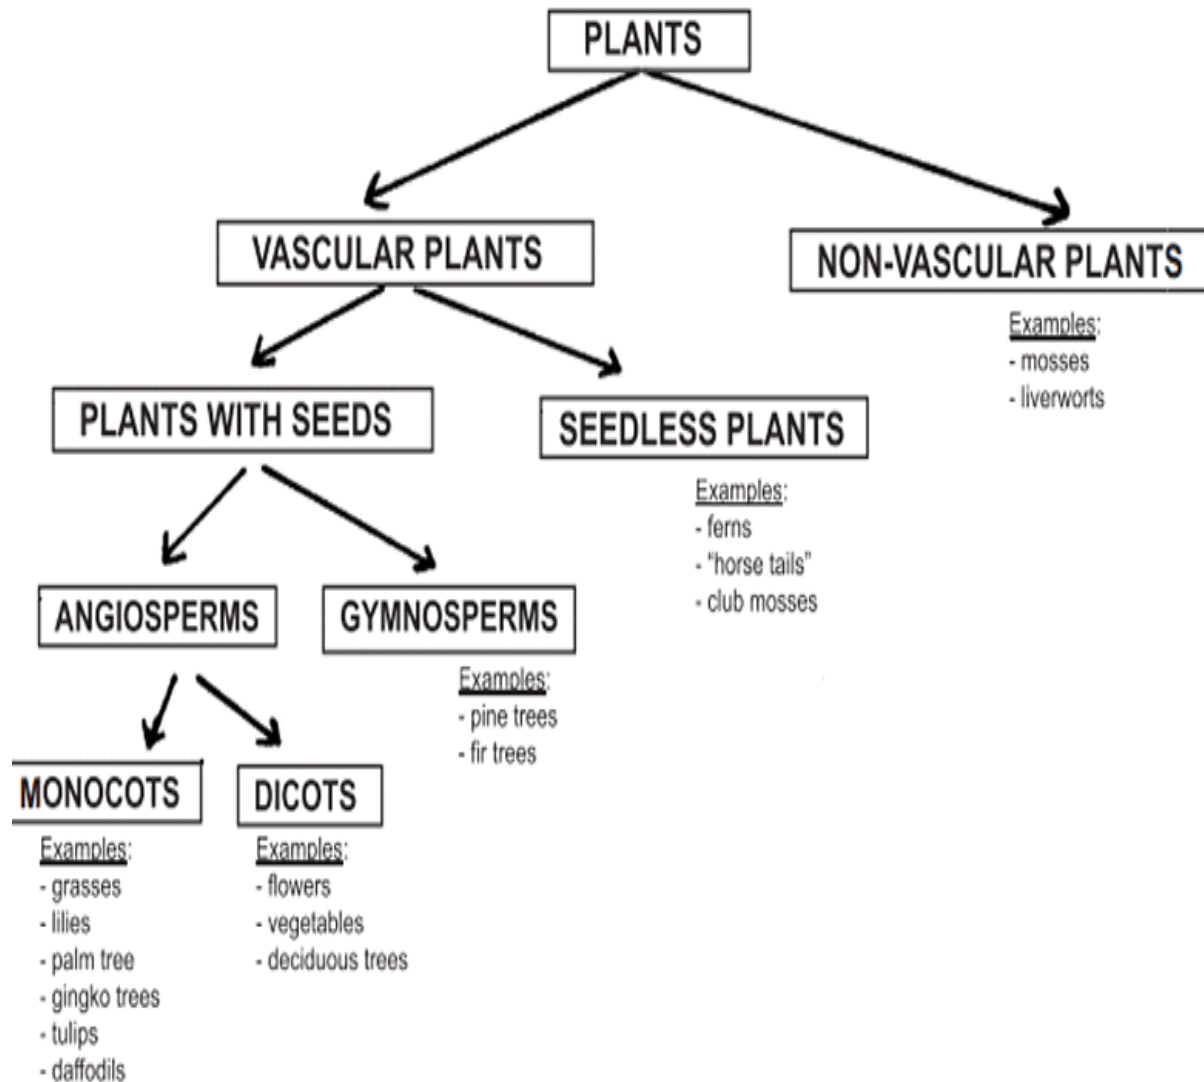 PLANTS
VASCULAR PLANTS
NON-VASCULAR PLANTS
Examples:
- mosses
- liverworts
PLANTS WITH SEEDS
SEEDLESS PLANTS
Examples:
- ferns
- "horse tails"
- club mosses
ANGIOSPERMS
GYMNOSPERMS
Examples:
- pine trees
- fir trees
MONOCOTS
Examples:
- grasses
- lilies
- palm tree
- gingko trees
- tulips
- daffodils
DICOTS
Examples:
- flowers
- vegetables
- deciduous trees